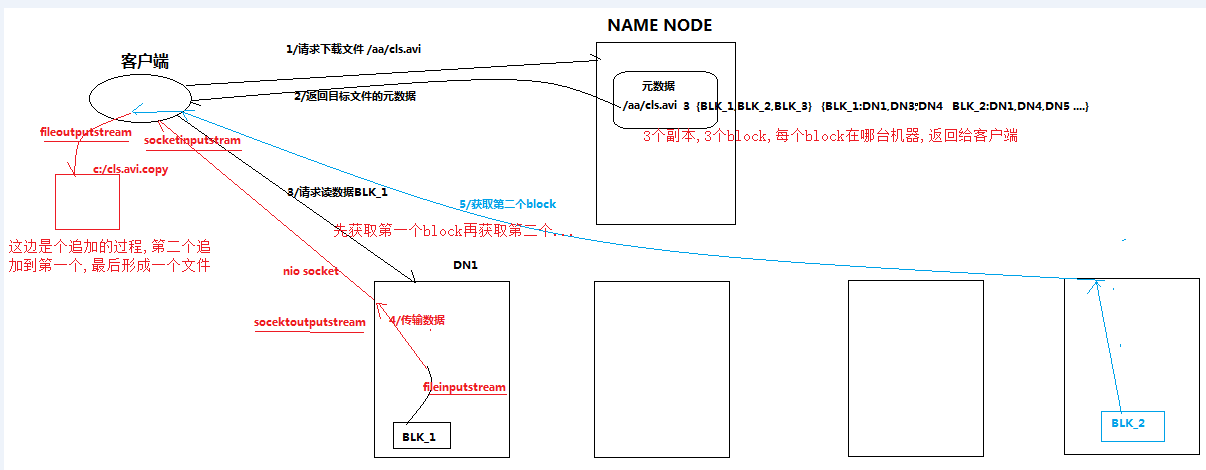 NAME NODE
客户端
1/请求下载文件 /aa/cls.avi
元数据
2/返回目标文件的元数据
/aa/cls.avi 3 {BLK_1,BLK_2,BLK_3} {BLK_1:DN1,DN3,DN4 BLK_2:DN1,DN4,DN5 ....}
3个副本,3个block,每个block在哪台机器,返回给客户端
fileoutputstream
socketinputstram
c:/cls.avi.copy
3/请求读数据BLK_1
5/获取第二个block
先获取第一个block再获取第二个...
这边是个追加的过程,第二个追
加到第一个,最后形成一个文件
nio socket
DN1
socektoutputstream
4/传输数据
fileinputstream
BLK_1
BLK_2